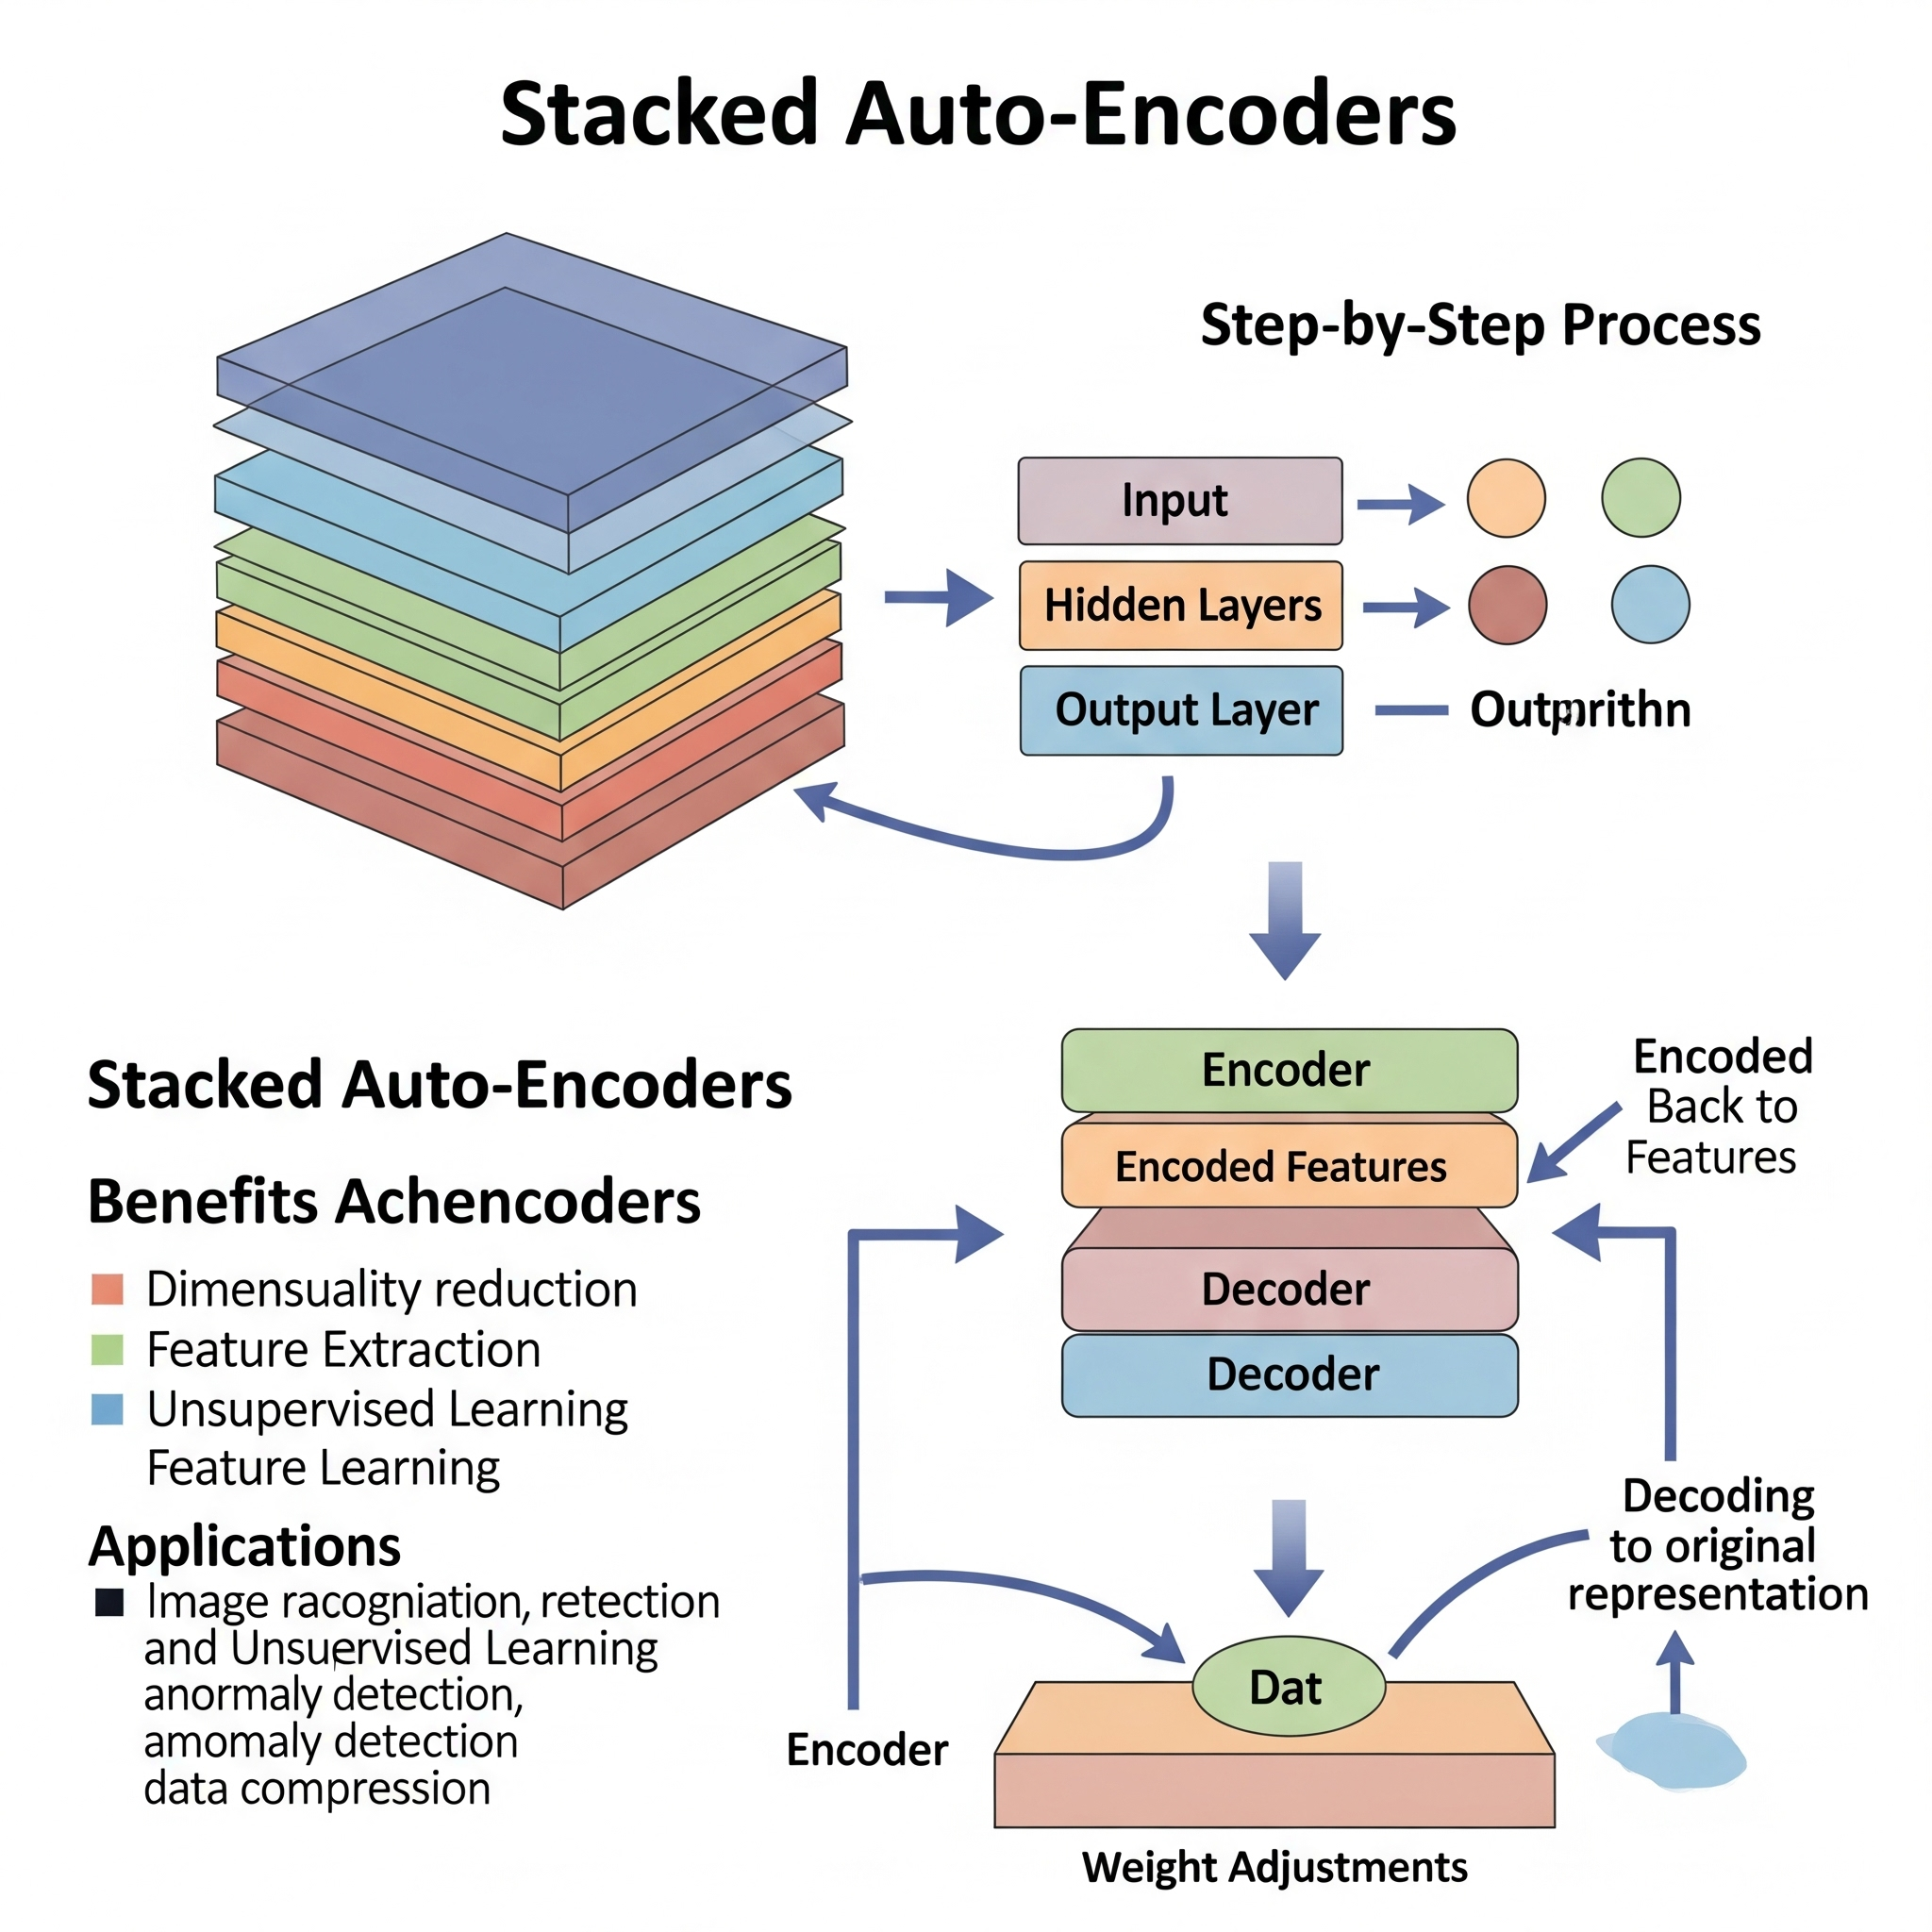 Stacked Auto-Encoders
Step-by-Step Process
Input
Hidden Layers
Output Layer
Encoder
Encoded Features
Decoder
Decoder
Encoded
Back to
Features
Stacked Auto-Encoders
Benefits Achencoders
Dimensuality reduction
Feature Extraction
Unsupervised Learning
Feature Learning
Applications
Image racogniation, retection
and Unsuervised Learning
anormaly detection,
amomaly detection
data compression
Decoding
to original
representation
Dat
Encoder
Weight Adjustments